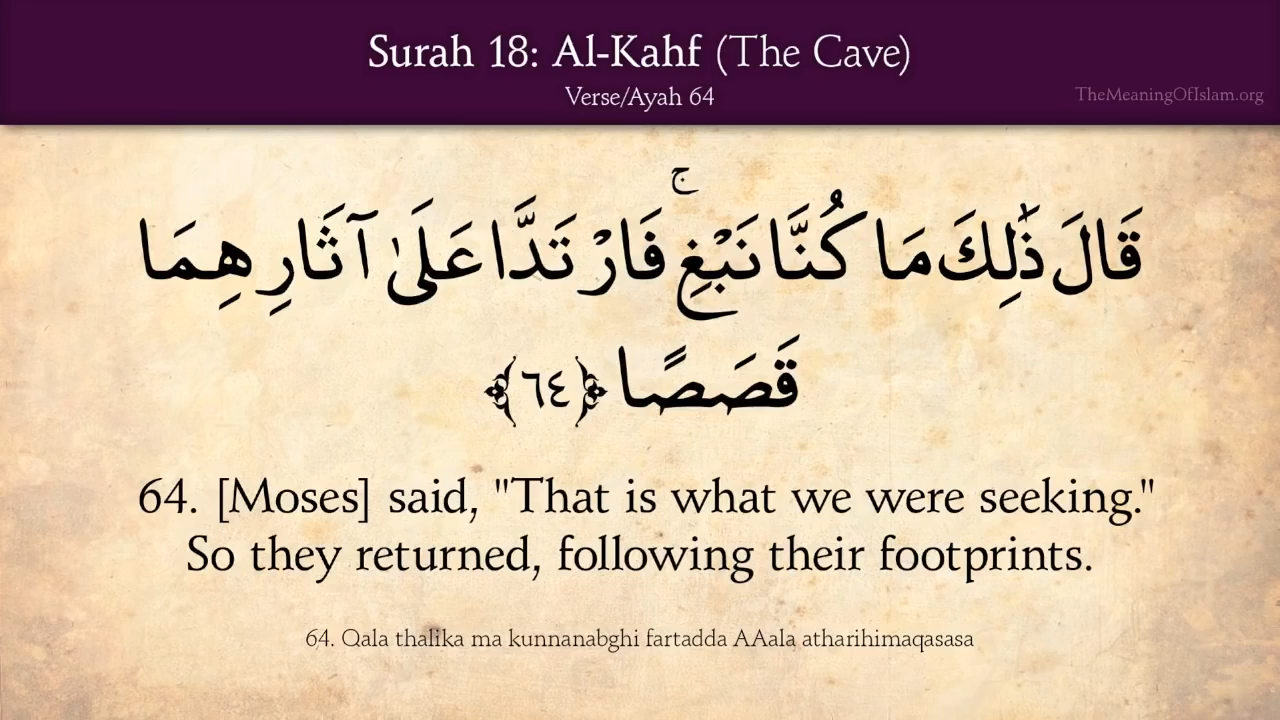 Surah 18: Al-Kahf (The Cave)
Verse/Ayah 64
TheMeaningOfIslam.org
قَالَ ذَٰلِكَ مَا كُنَّا نَبْغِ ۚ فَارْتَدَّا عَلَىٰ آثَارِهِمَا
قَصَصًا ﴿٦٤﴾
64. [Moses] said, "That is what we were seeking."
So they returned, following their footprints.
64. Qala thalika ma kunnanabghi fartadda AAala atharihimaqasasa